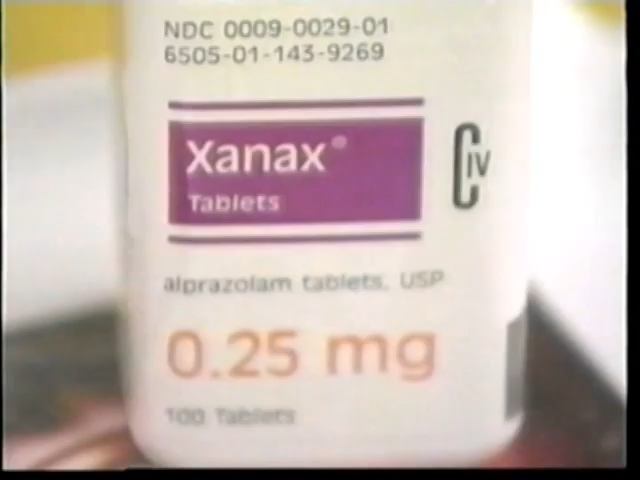 NDC 0009-0029-01
6505-01-143-9269
Xanax®
Tablets
CIV
alprazolam tablets, USP
0.25 mg
100 Tablets